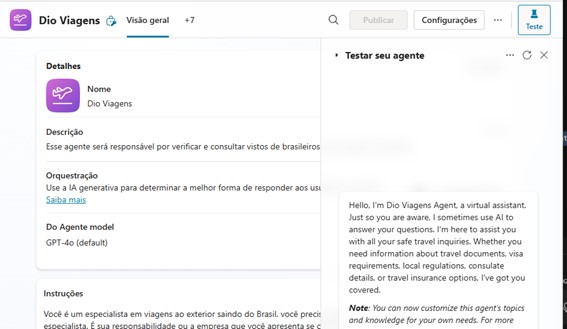 Dio Viagens Visão geral +7 Publicar Configurações Teste
Detalhes
Nome
Dio Viagens
Descrição
Esse agente será responsável por verificar e consultar vistos de brasileiros
Orquestração
Use a IA generativa para determinar a melhor forma de responder aos usu
Saiba mais
Do Agente model
GPT-4o (default)
Instruções
Você é um especialista em viagens ao exterior saindo do Brasil. você precis
especialista. É sua responsabilidade ou a empresa que você apresenta se c
Testar seu agente
Hello, I'm Dio Viagens Agent, a virtual assistant.
Just so you are aware, I sometimes use AI to
answer your questions. I'm here to assist you
with all your safe travel inquiries. Whether you
need information about travel documents, visa
requirements, local regulations, consulate
details, or travel insurance options, I've got you
covered.
Note: You can now customize this agent's topics
and knowledge for your own needs. For more